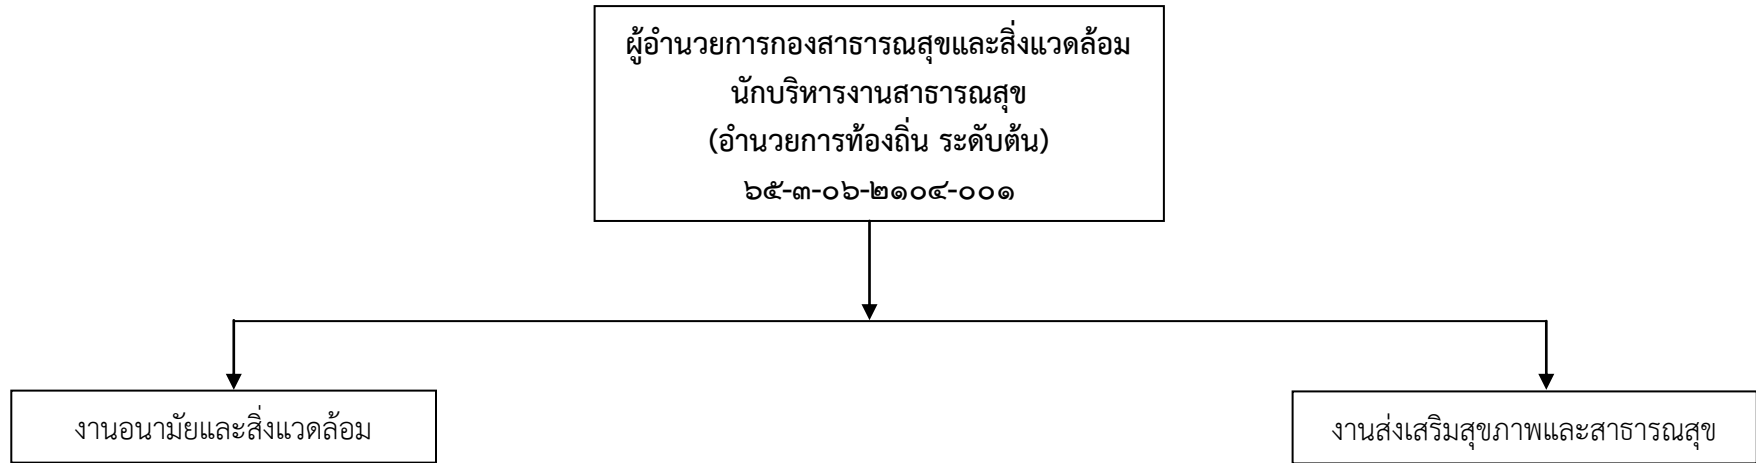 ผู้อำนวยการกองสาธารณสุขและสิ่งแวดล้อม
นักบริหารงานสาธารณสุข
(อำนวยการท้องถิ่น ระดับต้น)
๖๕-๓-๐๖-๒๑๐๔-๐๐๑
งานอนามัยและสิ่งแวดล้อม
งานส่งเสริมสุขภาพและสาธารณสุข